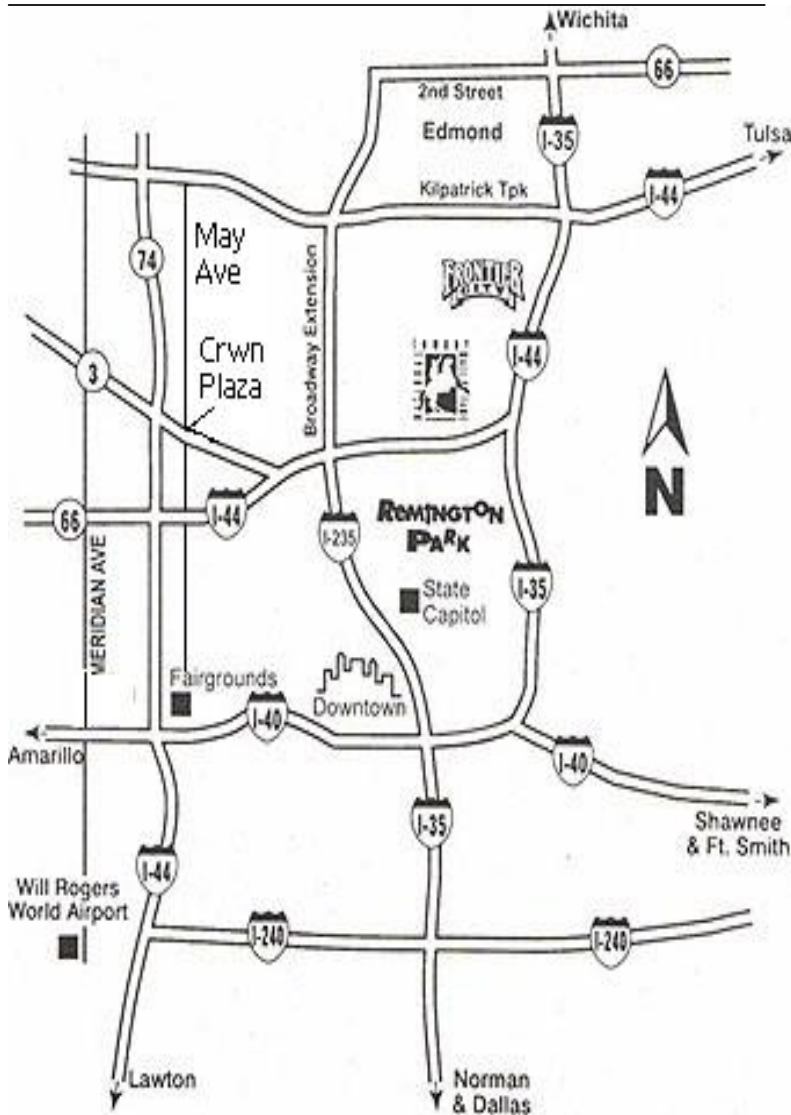 Wichita
66
2nd Street
Edmond
I-35
Tulsa
Kilpatrick Tpk
I-44
May
Ave
74
FRONTIER
CITY
Broadway Extension
I-44
Crwn
Plaza
3
N
66
I-44
I-235
REMINGTON
PARK
State
Capitol
I-35
MERIDIAN AVE
Fairgrounds
Downtown
I-40
Amarillo
I-40
I-35
Shawnee
& Ft. Smith
I-44
Will Rogers
World Airport
I-240
I-240
Lawton
Norman
& Dallas